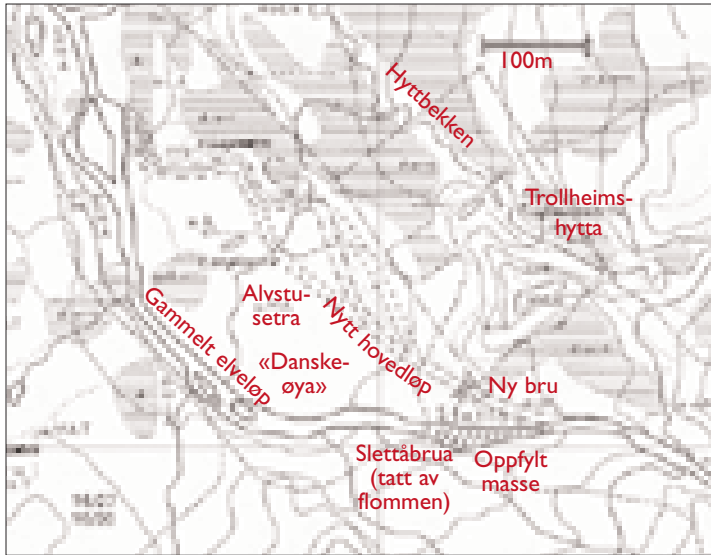 100m
Hyttbekken
Trollheims-
hytta
Alvstu-
setra
Gammelt elveløp
Nytt hovedløp
«Danske-
øya»
Ny bru
Slettåbrua
(tatt av
flommen)
Oppfylt
masse